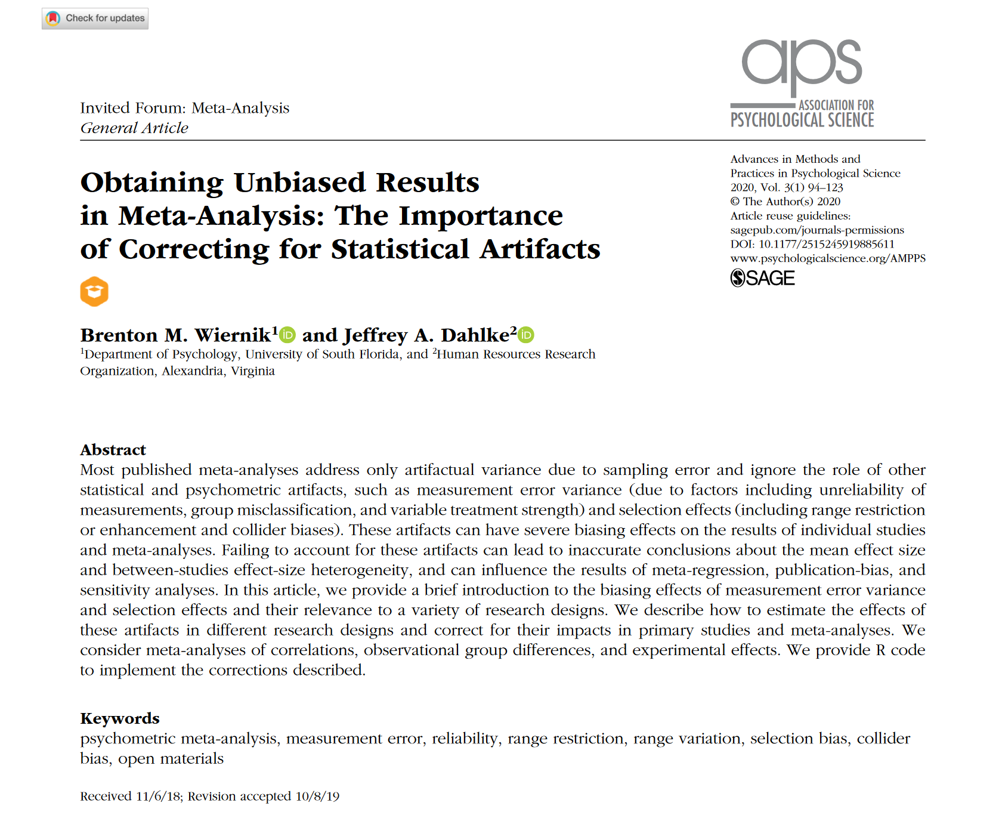 Check for updates
aps
ASSOCIATION FOR
PSYCHOLOGICAL SCIENCE
Invited Forum: Meta-Analysis
General Article
Advances in Methods and
Practices in Psychological Science
2020, Vol. 3(1) 94–123
© The Author(s) 2020
Article reuse guidelines:
sagepub.com/journals-permissions
DOI: 10.1177/2515245919885611
www.psychologicalscience.org/AMPPS
SAGE
Obtaining Unbiased Results
in Meta-Analysis: The Importance
of Correcting for Statistical Artifacts
Brenton M. Wiernik¹ iD and Jeffrey A. Dahlke² iD
¹Department of Psychology, University of South Florida, and ²Human Resources Research
Organization, Alexandria, Virginia
Abstract
Most published meta-analyses address only artifactual variance due to sampling error and ignore the role of other
statistical and psychometric artifacts, such as measurement error variance (due to factors including unreliability of
measurements, group misclassification, and variable treatment strength) and selection effects (including range restriction
or enhancement and collider biases). These artifacts can have severe biasing effects on the results of individual studies
and meta-analyses. Failing to account for these artifacts can lead to inaccurate conclusions about the mean effect size
and between-studies effect-size heterogeneity, and can influence the results of meta-regression, publication-bias, and
sensitivity analyses. In this article, we provide a brief introduction to the biasing effects of measurement error variance
and selection effects and their relevance to a variety of research designs. We describe how to estimate the effects of
these artifacts in different research designs and correct for their impacts in primary studies and meta-analyses. We
consider meta-analyses of correlations, observational group differences, and experimental effects. We provide R code
to implement the corrections described.
Keywords
psychometric meta-analysis, measurement error, reliability, range restriction, range variation, selection bias, collider
bias, open materials
Received 11/6/18; Revision accepted 10/8/19